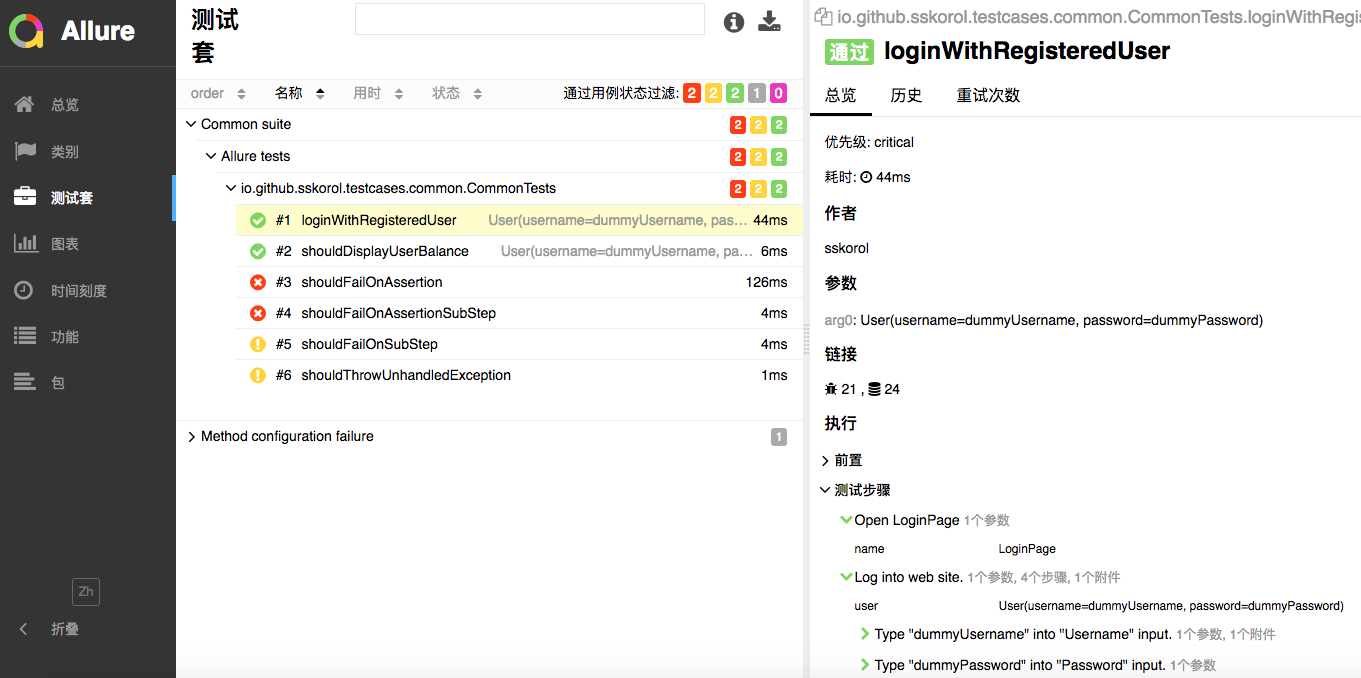 Allure
总览
类别
测试套
图表
时间刻度
功能
包
Zh
折叠
测试
套
order 名称 用时 状态 通过用例状态过滤: 2 2 2 1 0
Common suite 2 2 2
Allure tests 2 2 2
io.github.sskorol.testcases.common.CommonTests 2 2 2
#1 loginWithRegisteredUser User(username=dummyUsername, pas... 44ms
#2 shouldDisplayUserBalance User(username=dummyUsername, pa... 6ms
#3 shouldFailOnAssertion 126ms
#4 shouldFailOnAssertionSubStep 4ms
#5 shouldFailOnSubStep 4ms
#6 shouldThrowUnhandledException 1ms
Method configuration failure 1
io.github.sskorol.testcases.common.CommonTests.loginWithRegis
通过 loginWithRegisteredUser
总览 历史 重试次数
优先级: critical
耗时: 44ms
作者
sskorol
参数
arg0: User(username=dummyUsername, password=dummyPassword)
链接
21 , 24
执行
前置
测试步骤
Open LoginPage 1个参数
name LoginPage
Log into web site. 1个参数, 4个步骤, 1个附件
user User(username=dummyUsername, password=dummyPassword)
Type "dummyUsername" into "Username" input. 1个参数, 1个附件
Type "dummyPassword" into "Password" input. 1个参数